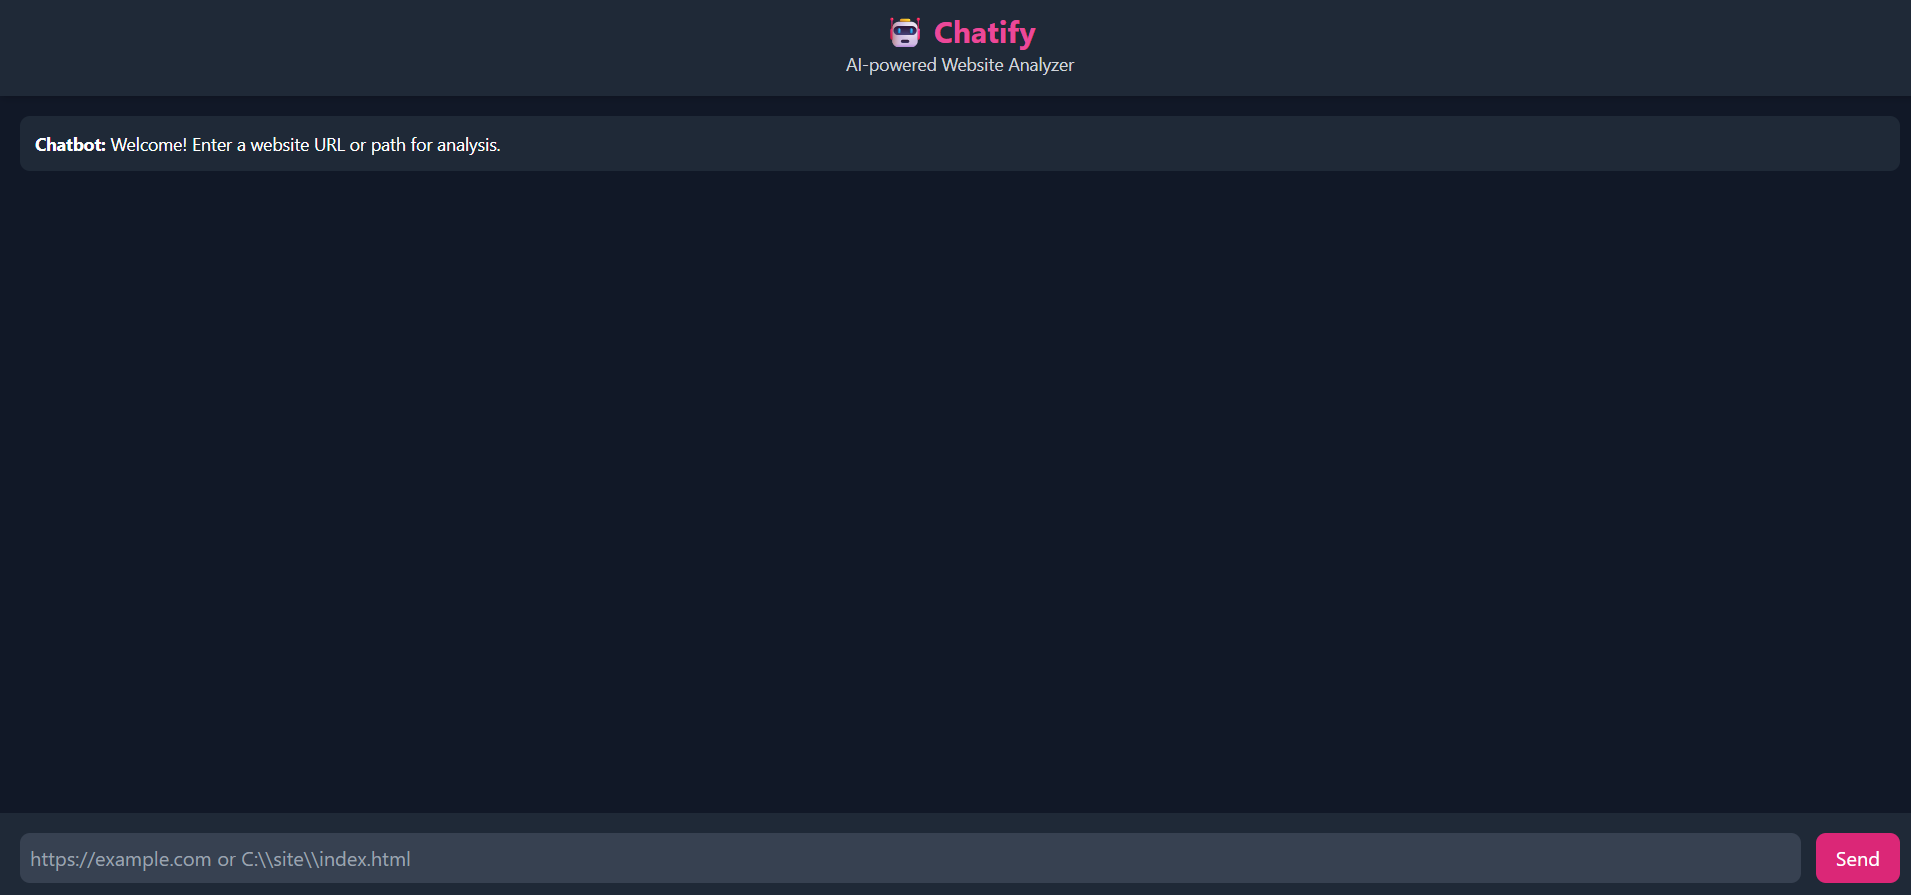 Chatify
AI-powered Website Analyzer
Chatbot: Welcome! Enter a website URL or path for analysis.
https://example.com or C:\\site\\index.html
Send